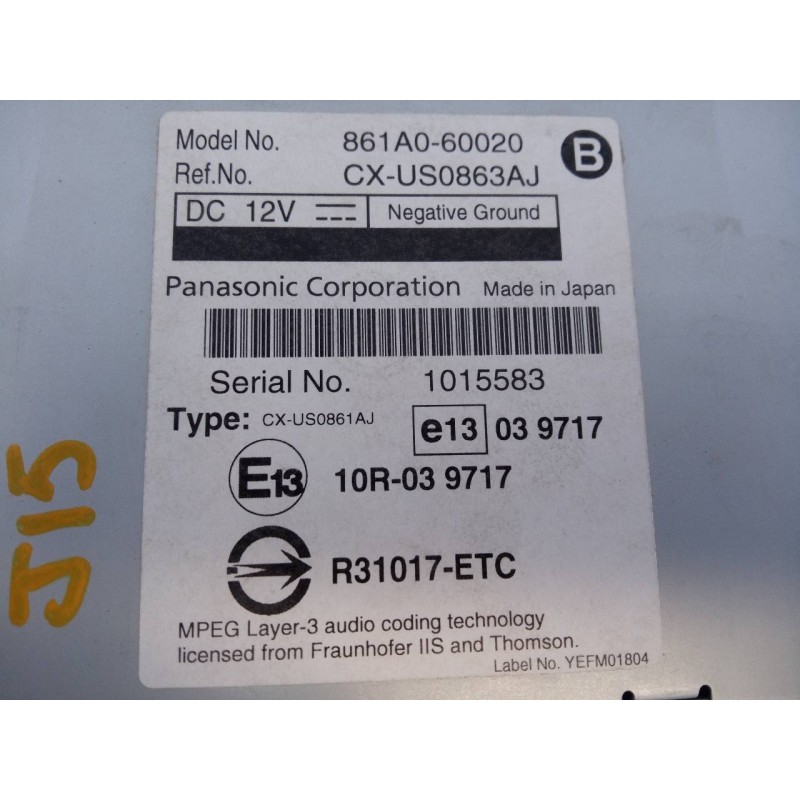 Model No. 861A0-60020 B
Ref.No. CX-US0863AJ
DC 12V Negative Ground
Panasonic Corporation Made in Japan
Serial No. 1015583
Type: CX-US0861AJ e13 03 9717
E13 10R-03 9717
R31017-ETC
MPEG Layer-3 audio coding technology
licensed from Fraunhofer IIS and Thomson.
Label No. YEFM01804
J15